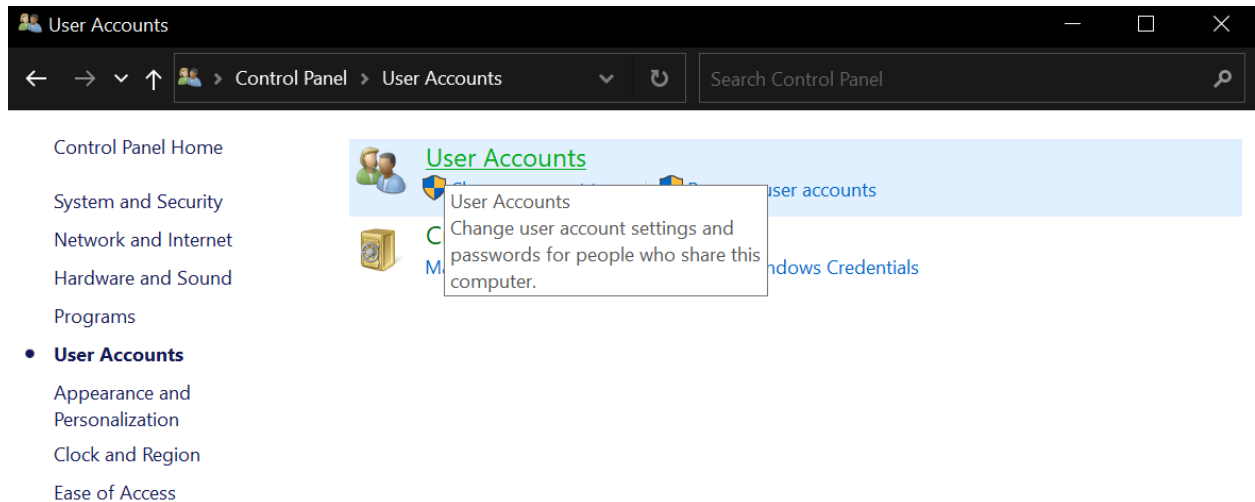 User Accounts
Control Panel > User Accounts
Search Control Panel
Control Panel Home
System and Security
Network and Internet
Hardware and Sound
Programs
User Accounts
Appearance and
Personalization
Clock and Region
Ease of Access
User Accounts
user accounts
User Accounts
Change user account settings and
passwords for people who share this
computer.
Windows Credentials